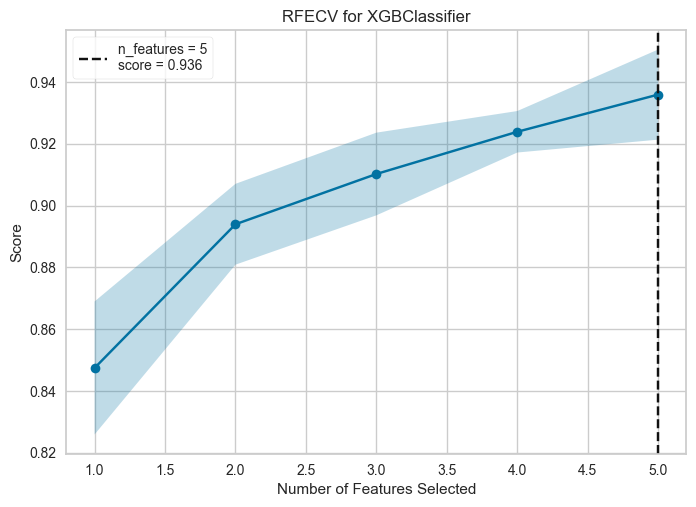 RFECV for XGBClassifier
n_features = 5
score = 0.936
0.94
0.92
0.90
0.88
0.86
0.84
0.82
Score
1.0 1.5 2.0 2.5 3.0 3.5 4.0 4.5 5.0
Number of Features Selected